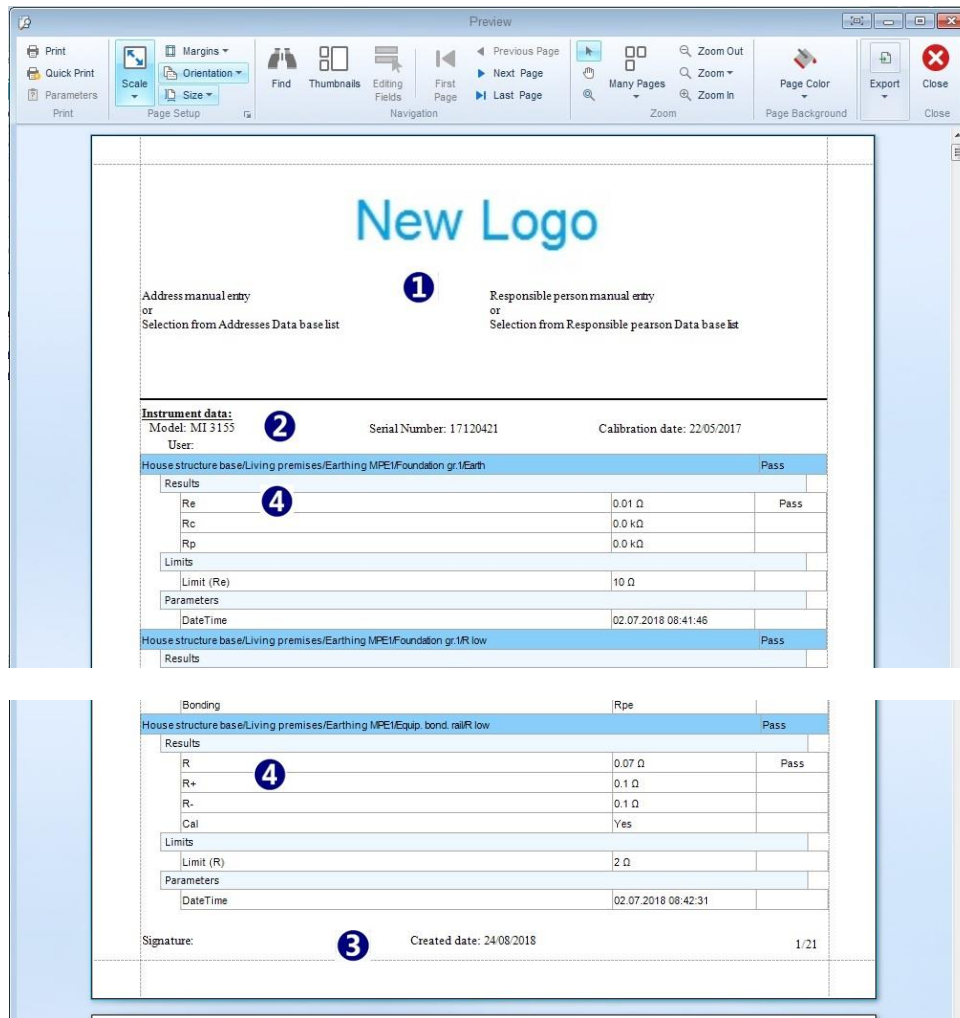 Preview
Print
Quick Print
Parameters
Print
Scale
Margins
Orientation
Size
Page Setup
Find
Thumbnails
Editing
Fields
First
Page
Previous Page
Next Page
Last Page
Navigation
Many Pages
Zoom Out
Zoom
Zoom In
Zoom
Page Color
Page Background
Export
Close
Close
New Logo
1
Address manual entry
or
Selection from Addresses Data base list
Responsible person manual entry
or
Selection from Responsible pearson Data base list
Instrument data:
2
Model: MI 3155 Serial Number: 17120421 Calibration date: 22/05/2017
User:
House structure base/Living premises/Earthing MPE1/Foundation gr.1/Earth Pass
Results
4
Re 0.01 Ω Pass
Rc 0.0 kΩ
Rp 0.0 kΩ
Limits
Limit (Re) 10 Ω
Parameters
DateTime 02.07.2018 08:41:46
House structure base/Living premises/Earthing MPE1/Foundation gr.1/R low Pass
Results
Bonding Rpe
House structure base/Living premises/Earthing MPE1/Equip. bond. rail/R low Pass
Results
R 0.07 Ω Pass
4
R+ 0.1 Ω
R- 0.1 Ω
Cal Yes
Limits
Limit (R) 2 Ω
Parameters
DateTime 02.07.2018 08:42:31
Signature: 3 Created date: 24/08/2018 1/21